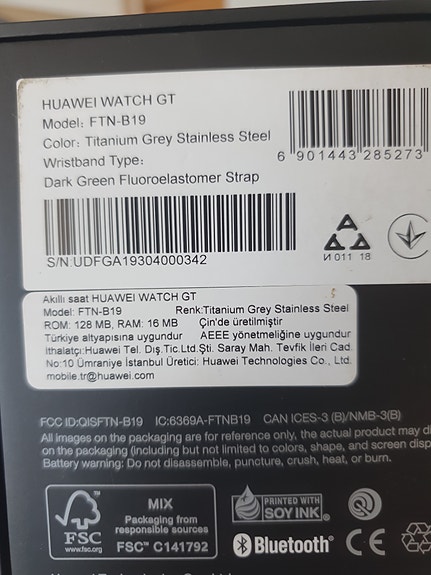 HUAWEI WATCH GT
Model: FTN-B19
Color: Titanium Grey Stainless Steel
Wristband Type:
Dark Green Fluoroelastomer Strap
6 901443 285273
S/N.UDFGA19304000342
И 011 18
Akıllı saat HUAWEI WATCH GT
Model: FTN-B19 Renk:Titanium Grey Stainless Steel
ROM: 128 MB, RAM: 16 MB Çin'de üretilmiştir
Türkiye altyapısına uygundur AEEE yönetmeliğine uygundur
İthalatçı:Huawei Tel. Dış.Tic.Ltd.Şti. Saray Mah. Tevfik İleri Cad.
No:10 Ümraniye İstanbul Üretici: Huawei Technologies Co., Ltd.
mobile.tr@huawei.com
FCC ID:QISFTN-B19 IC:6369A-FTNB19 CAN ICES-3 (B)/NMB-3(B)
All images on the packaging are for reference only, the actual product may
on the packaging (including but not limited to colors, shape, and screen
Battery warning: Do not disassemble, puncture, crush, heat, or burn.
FSC
www.fsc.org
MIX
Packaging from
responsible sources
FSC™ C141792
PRINTED WITH
SOY INK
Bluetooth®
CE